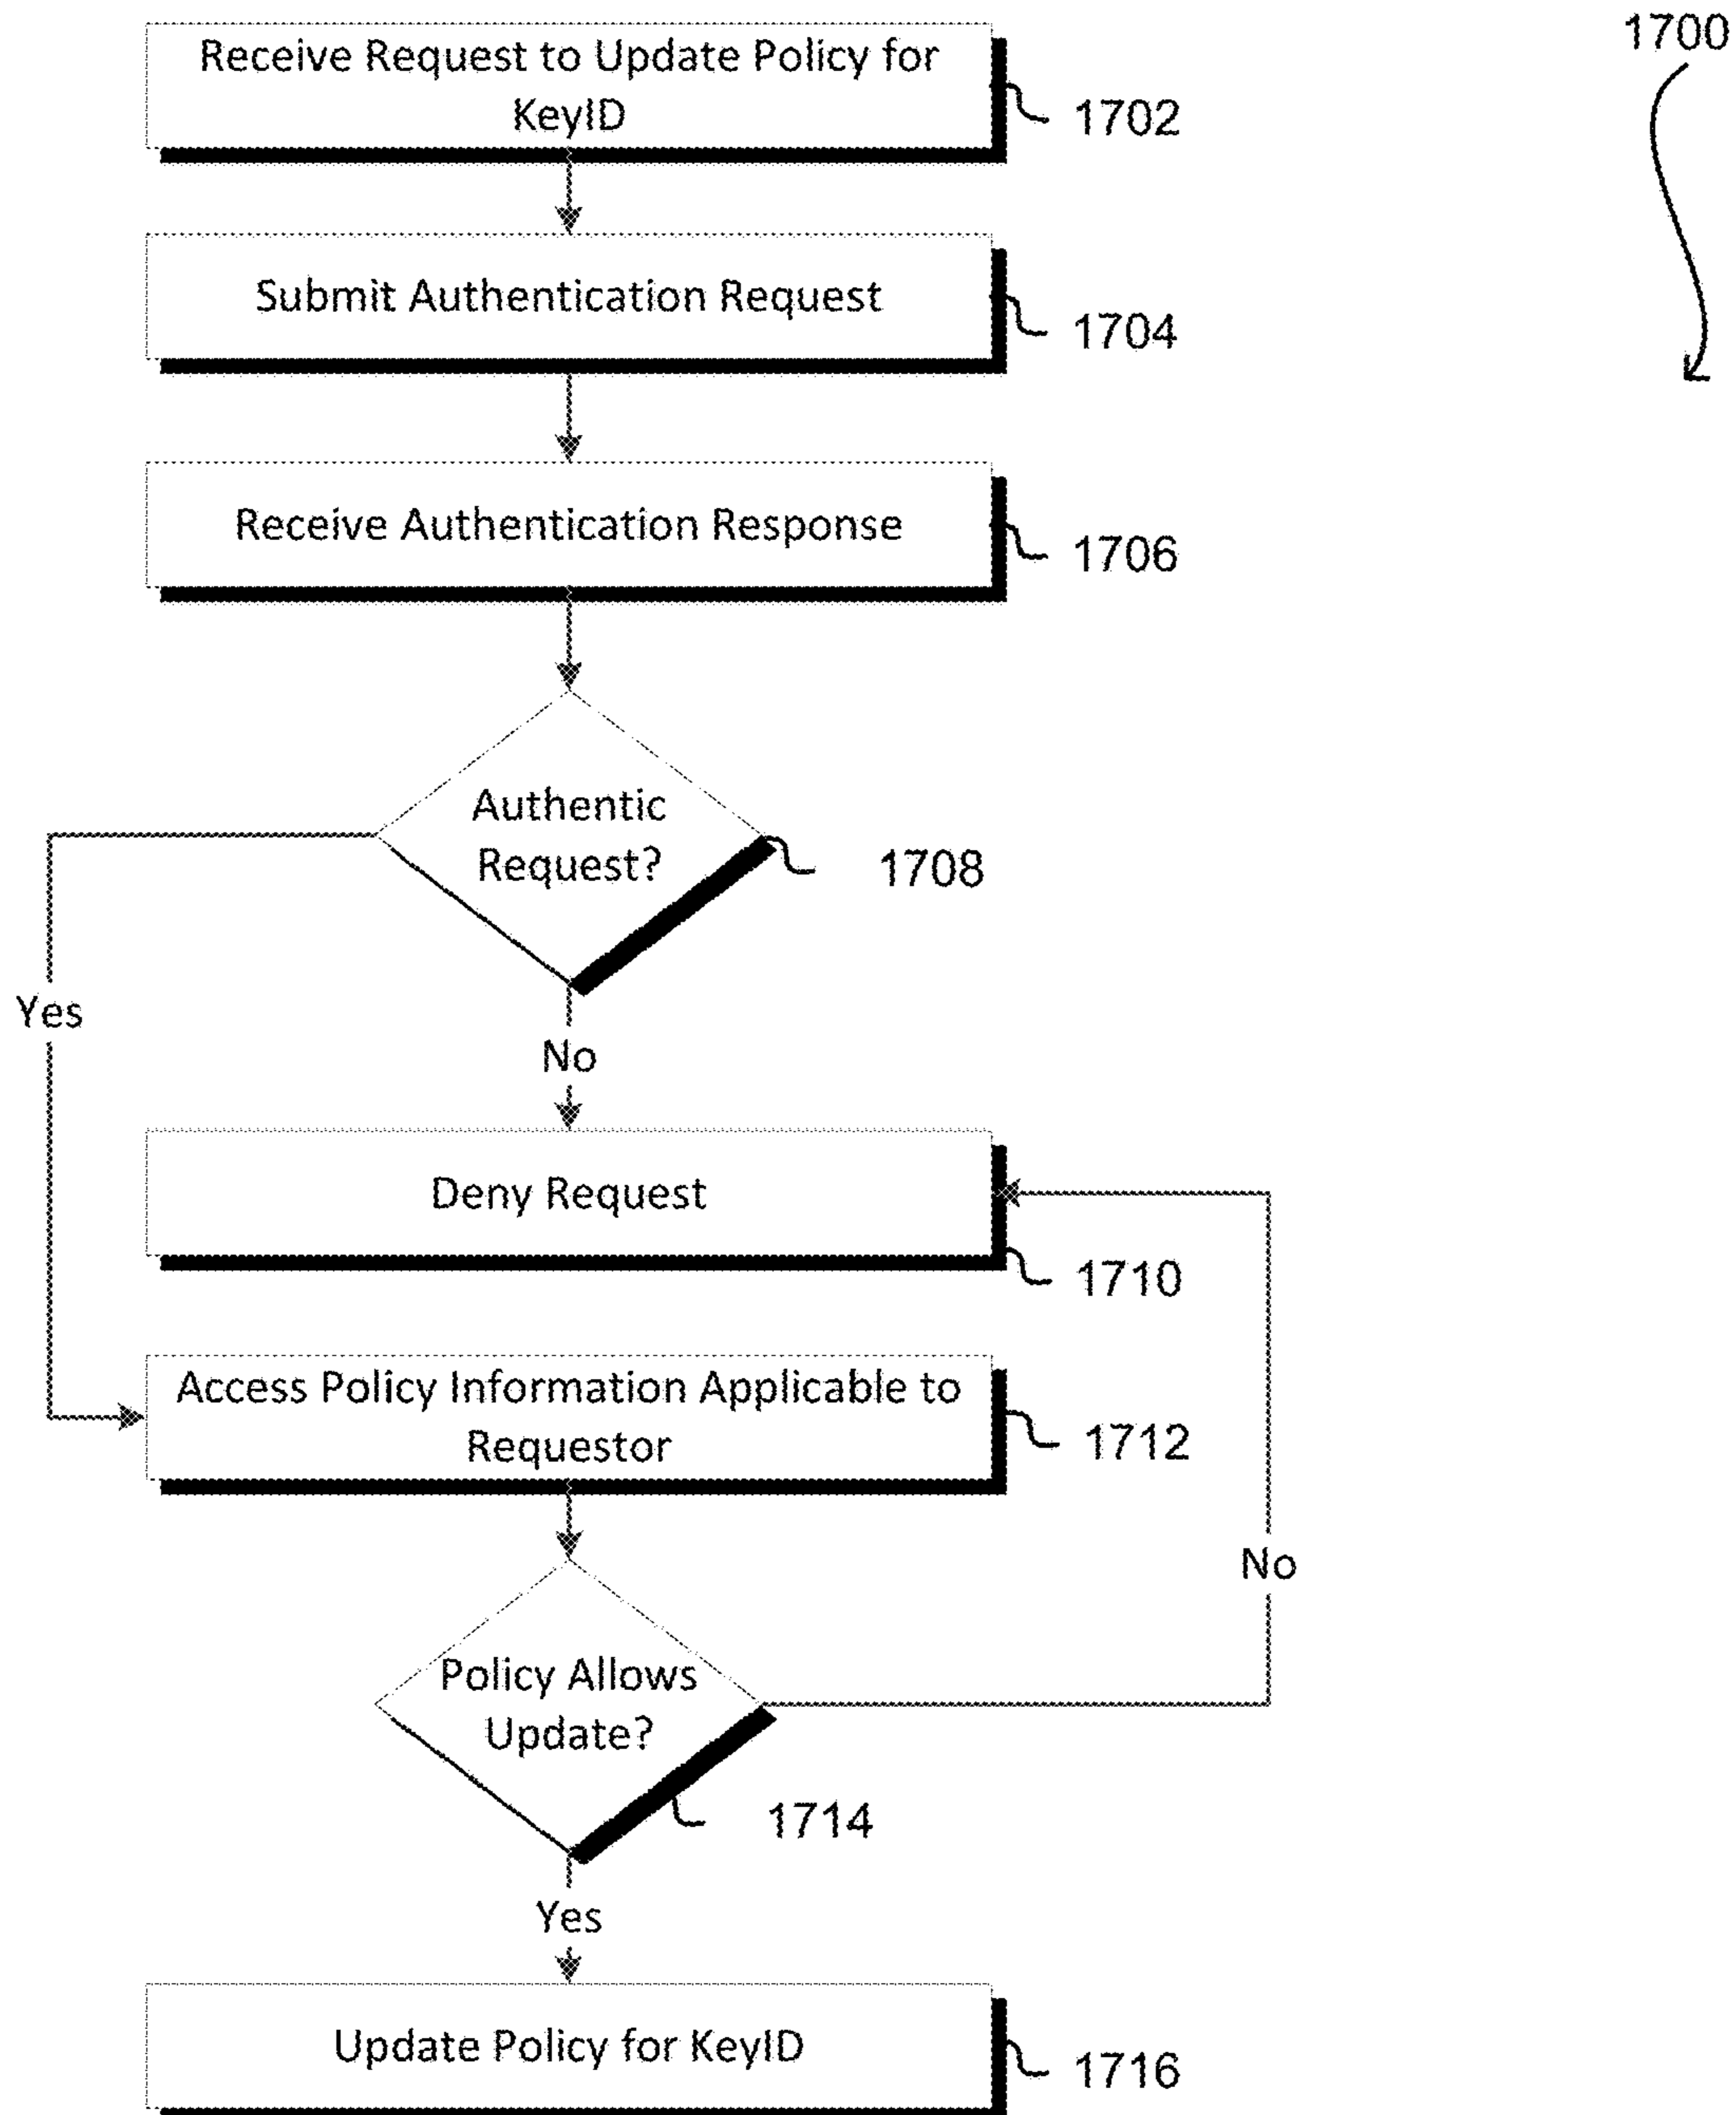 1700
Receive Request to Update Policy for
KeyID
1702
Submit Authentication Request
1704
Receive Authentication Response
1706
Authentic
Request?
1708
Yes
No
Deny Request
1710
Access Policy Information Applicable to
Requestor
1712
No
Policy Allows
Update?
1714
Yes
Update Policy for KeyID
1716